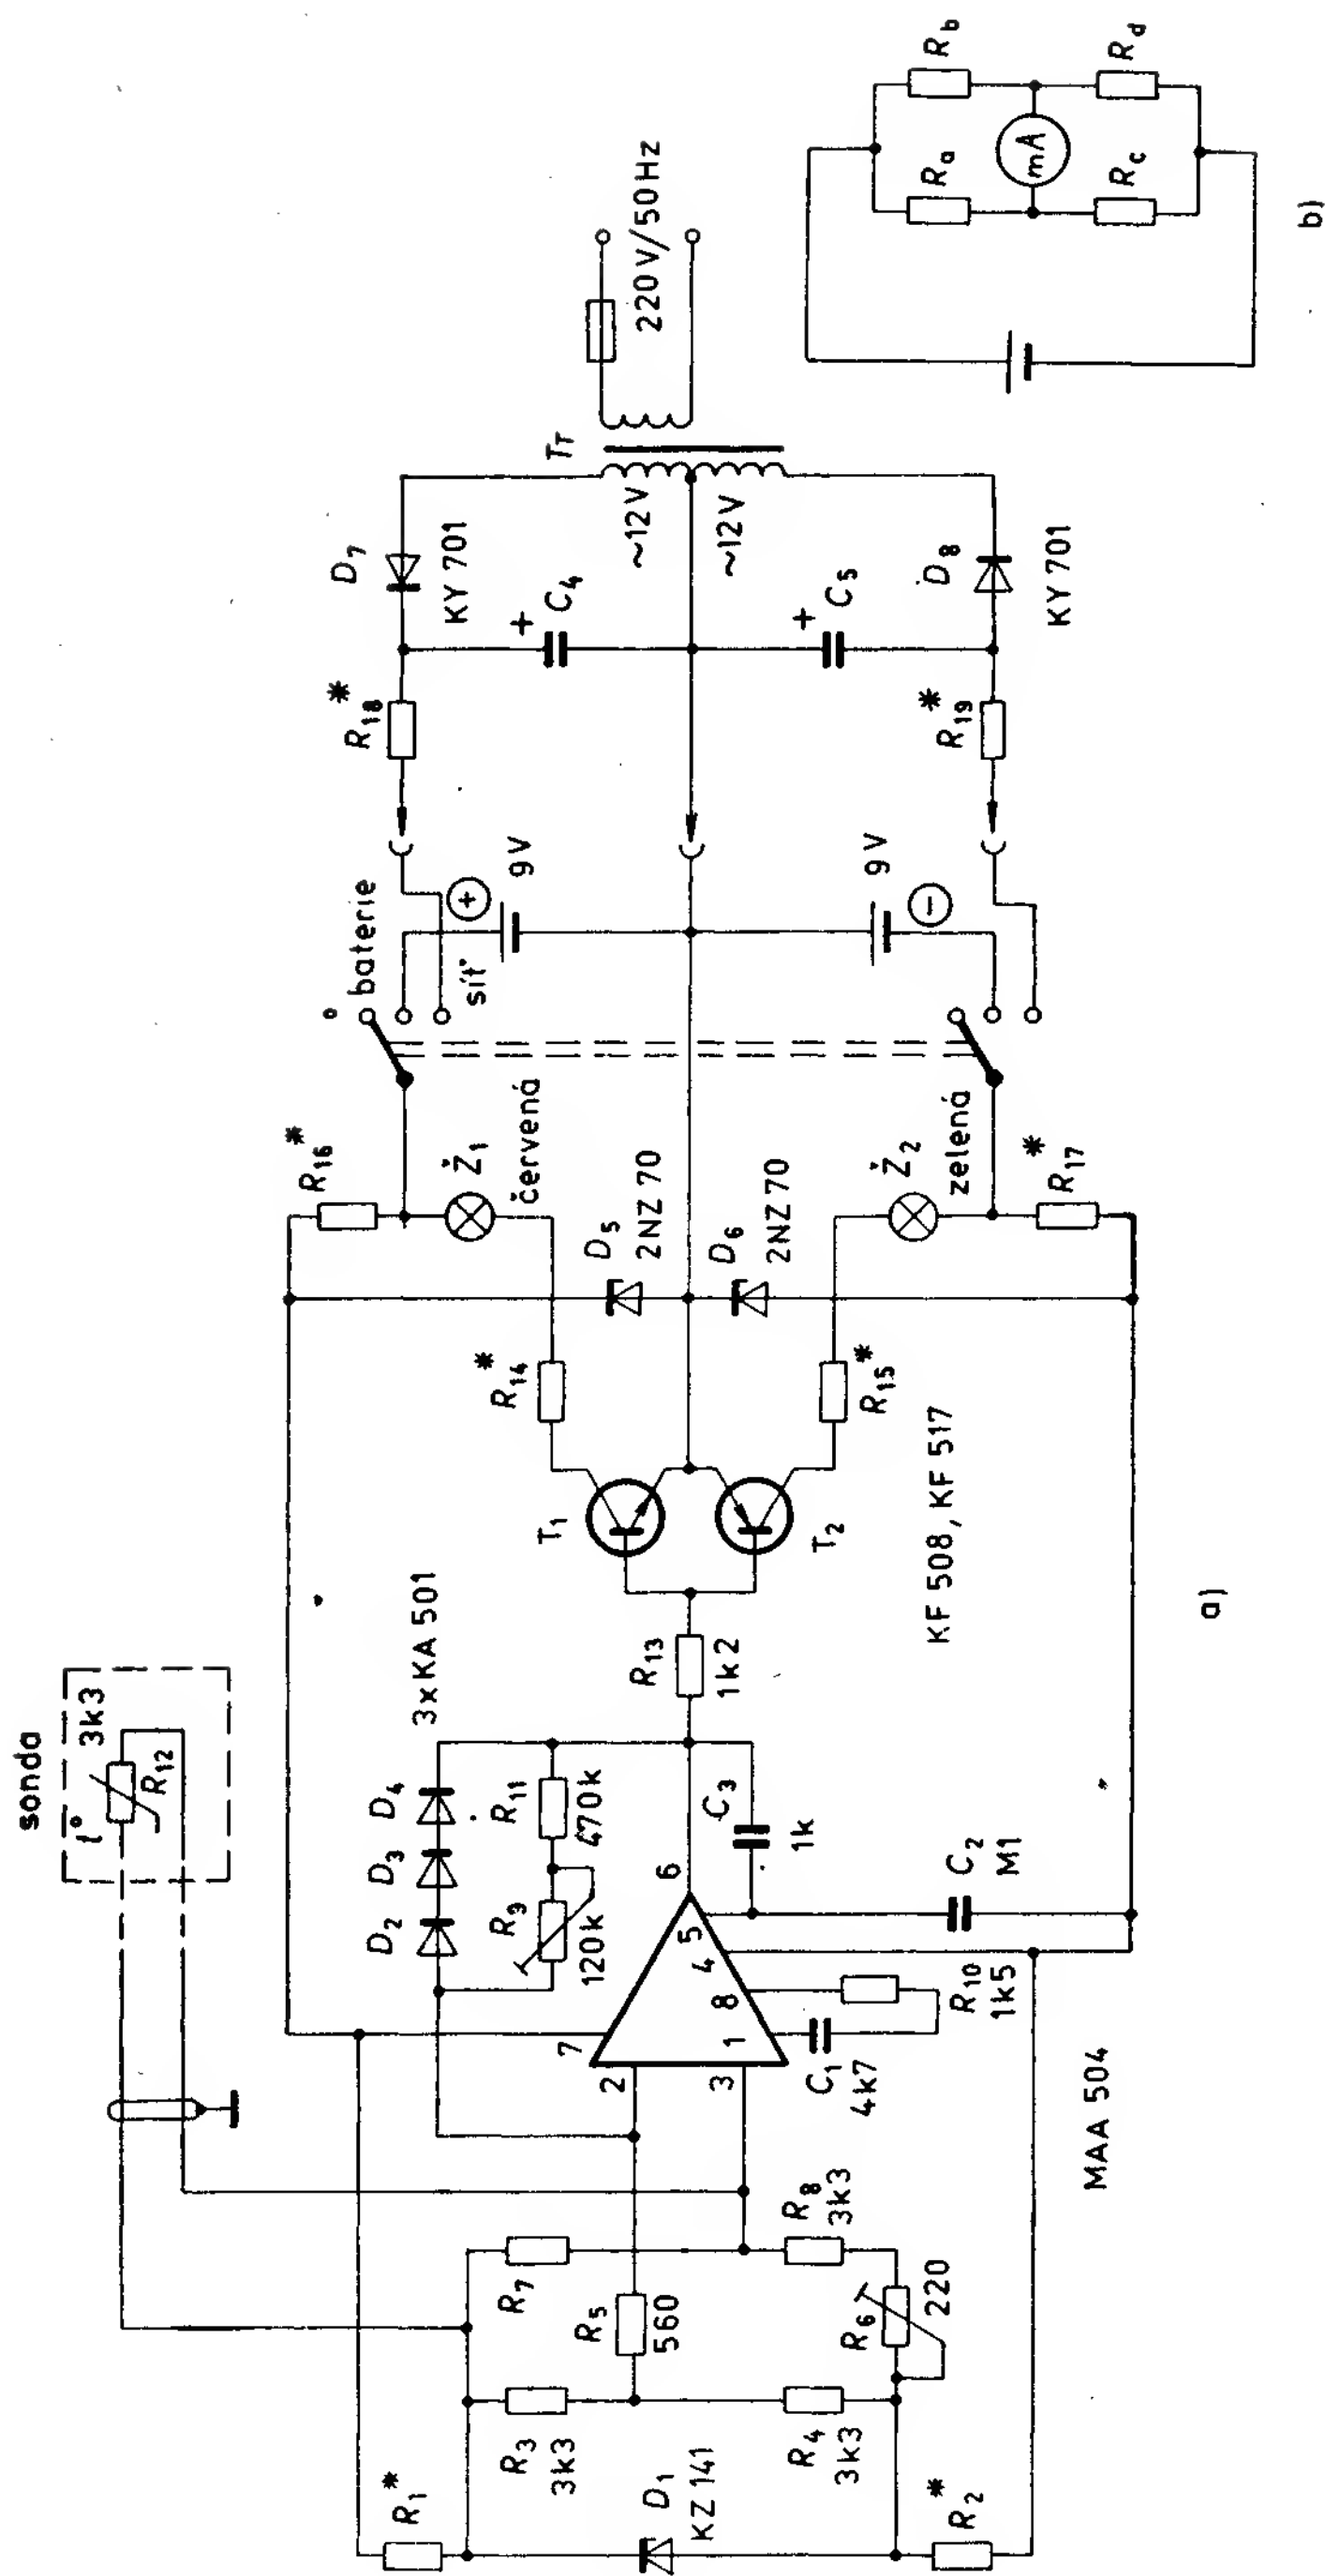 sonda
t°
3k3
R12
R1*
R3
3k3
D1
KZ 141
R4
3k3
R2*
R7
R5
560
R6
220
R8
3k3
2
3
7
1
8
4
5
6
C1
4k7
R10
1k5
MAA 504
D2
D3
D4
3xKA 501
R9
120k
R11
470k
C3
1k
C2
M1
R13
1k2
T1
T2
KF 508, KF 517
R14*
R15*
D5
2NZ 70
D6
2NZ 70
R16*
Ž1
červená
Ž2
zelená
R17*
o
baterie
síť
+
9V
9V
−
R18*
R19*
+
C4
+
C5
D7
KY 701
D8
KY 701
Tr
~12V
~12V
220V/50Hz
a)
Ra
Rb
mA
Rc
Rd
b)